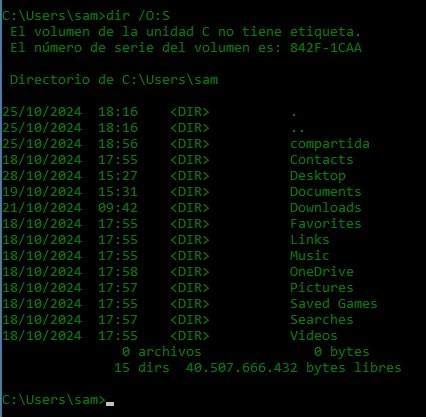 C:\Users\sam>dir /O:S
 El volumen de la unidad C no tiene etiqueta.
 El número de serie del volumen es: 842F-1CAA

 Directorio de C:\Users\sam

25/10/2024  18:16    <DIR>          .
25/10/2024  18:16    <DIR>          ..
25/10/2024  18:56    <DIR>          compartida
18/10/2024  17:55    <DIR>          Contacts
28/10/2024  15:27    <DIR>          Desktop
19/10/2024  15:31    <DIR>          Documents
21/10/2024  09:42    <DIR>          Downloads
18/10/2024  17:55    <DIR>          Favorites
18/10/2024  17:55    <DIR>          Links
18/10/2024  17:55    <DIR>          Music
18/10/2024  17:58    <DIR>          OneDrive
18/10/2024  17:57    <DIR>          Pictures
18/10/2024  17:55    <DIR>          Saved Games
18/10/2024  17:57    <DIR>          Searches
18/10/2024  17:55    <DIR>          Videos
               0 archivos              0 bytes
              15 dirs  40.507.666.432 bytes libres

C:\Users\sam>